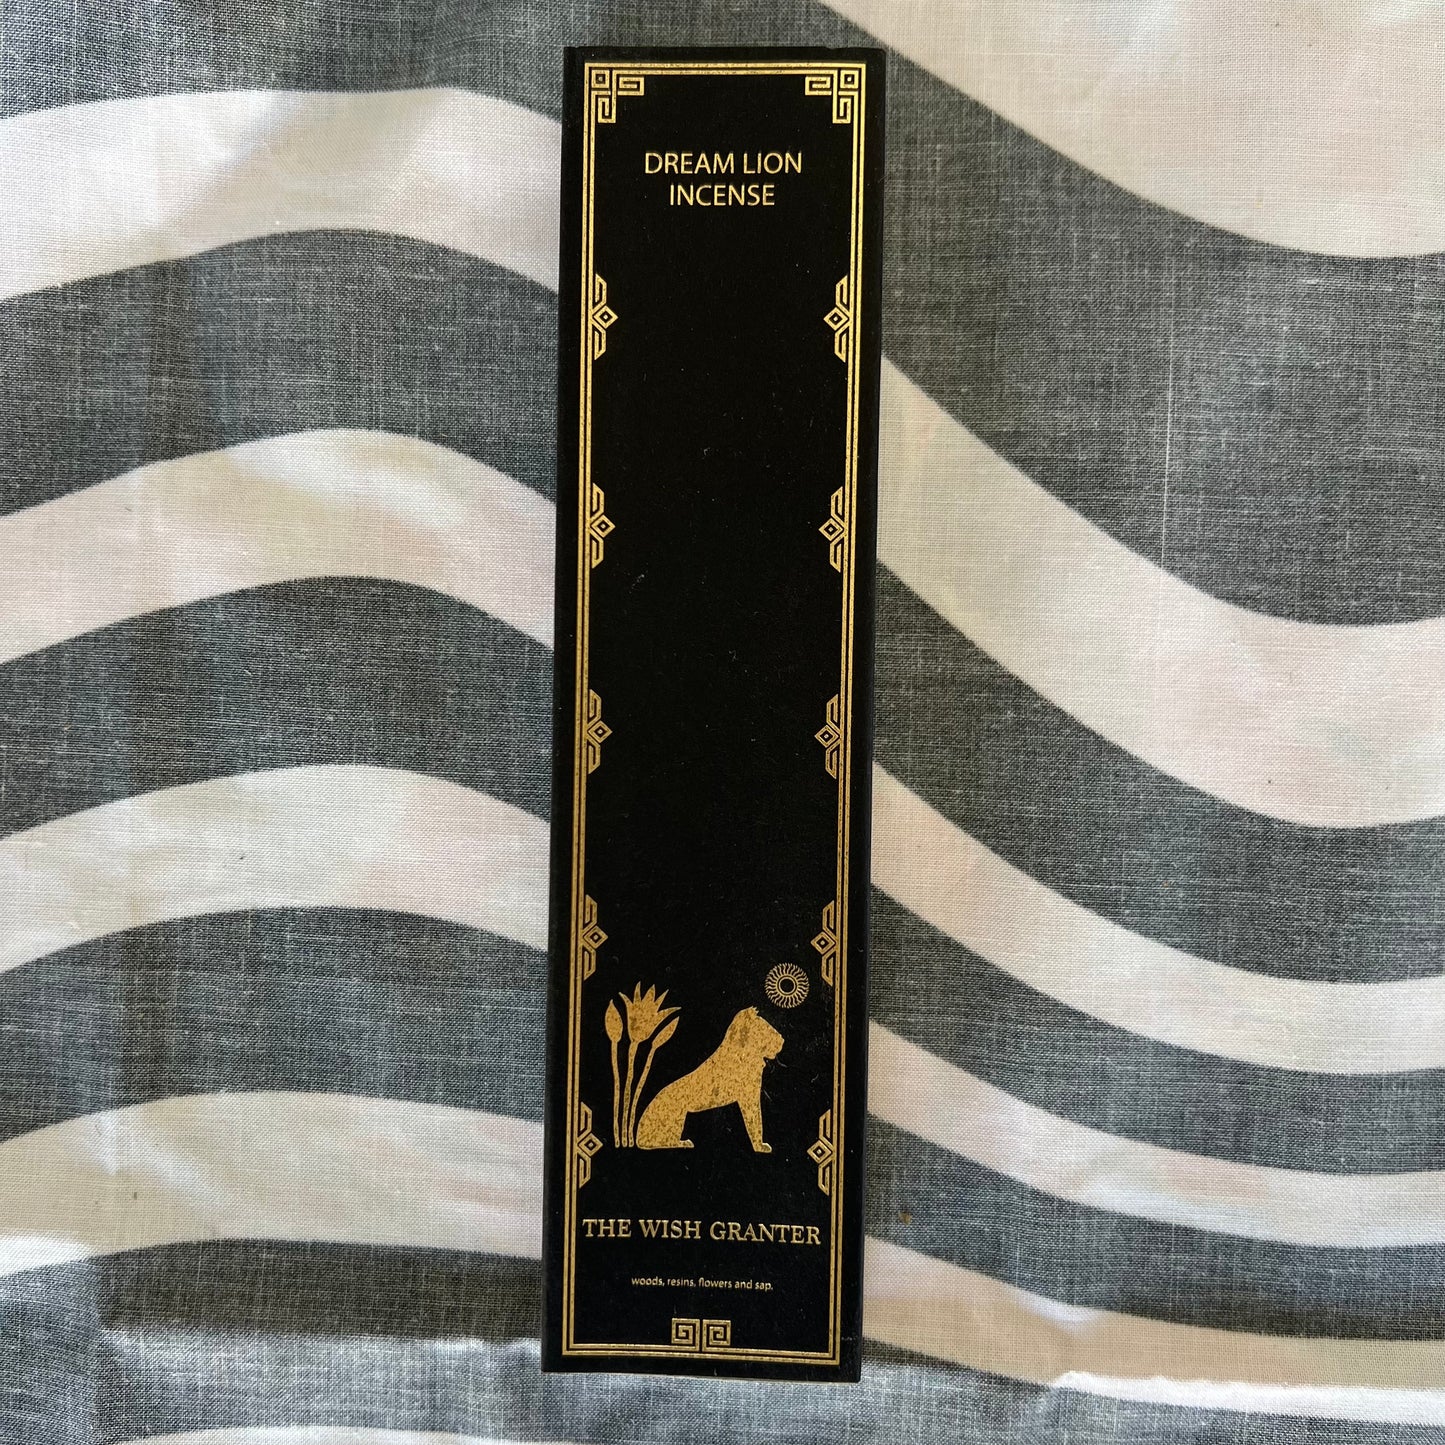 DREAM LION
INCENSE
THE WISH GRANTER
woods, resins, flowers and sap.